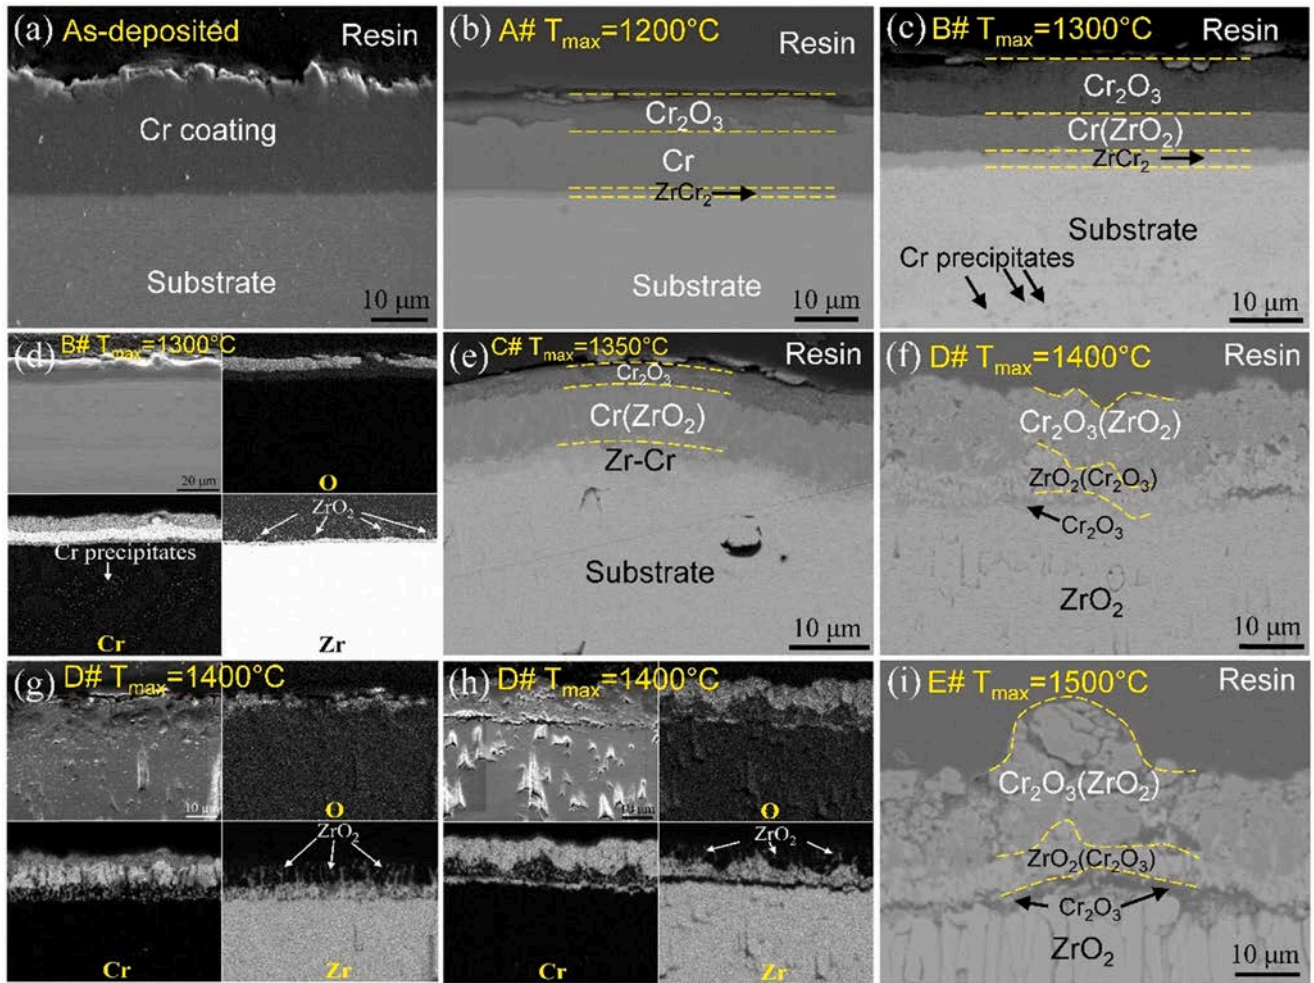 (a) As-deposited
Resin
Cr coating
Substrate
10 μm
(b) A# Tmax=1200°C
Resin
Cr2O3
Cr
ZrCr2
Substrate
10 μm
(c) B# Tmax=1300°C
Resin
Cr2O3
Cr(ZrO2)
ZrCr2
Substrate
Cr precipitates
10 μm
(d) B# Tmax=1300°C
20 μm
O
Cr precipitates
Cr
ZrO2
Zr
(e) C# Tmax=1350°C
Resin
Cr2O3
Cr(ZrO2)
Zr-Cr
Substrate
10 μm
(f) D# Tmax=1400°C
Resin
Cr2O3(ZrO2)
ZrO2(Cr2O3)
Cr2O3
ZrO2
10 μm
(g) D# Tmax=1400°C
10 μm
O
Cr
ZrO2
Zr
(h) D# Tmax=1400°C
10 μm
O
Cr
ZrO2
Zr
(i) E# Tmax=1500°C
Resin
Cr2O3(ZrO2)
ZrO2(Cr2O3)
Cr2O3
ZrO2
10 μm